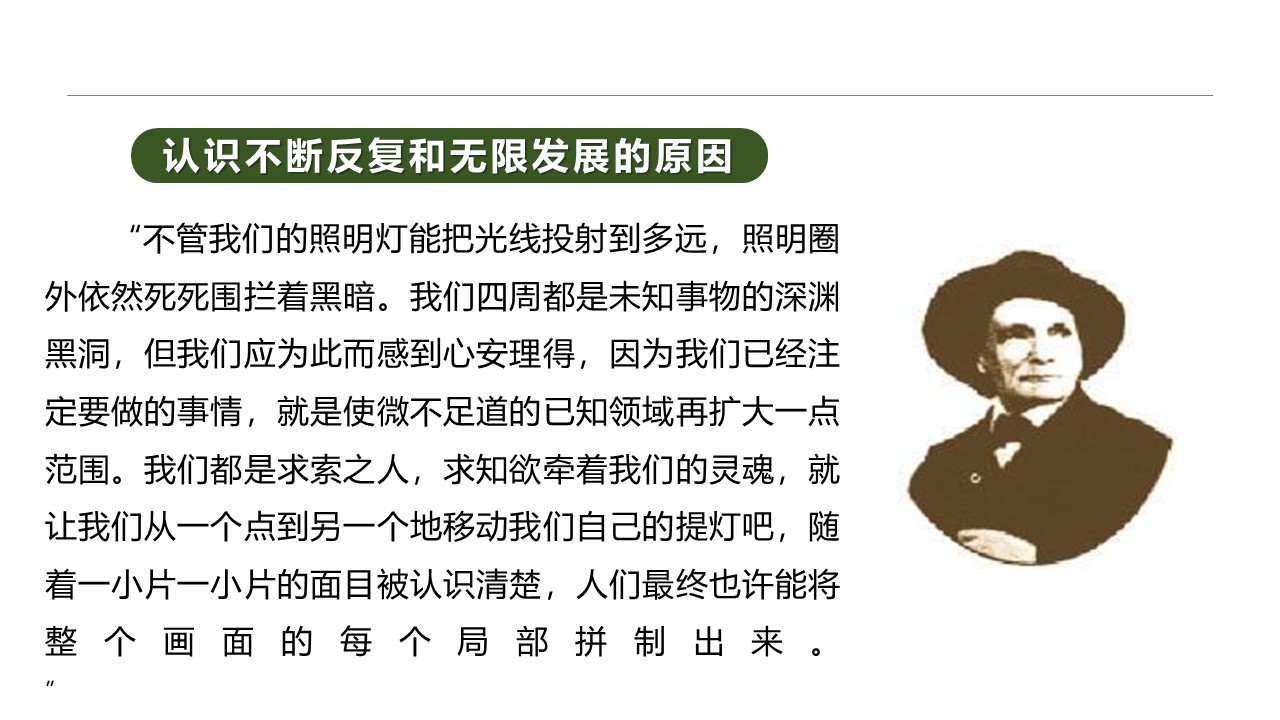 认识不断反复和无限发展的原因
“不管我们的照明灯能把光线投射到多远，照明圈
外依然死死围拦着黑暗。我们四周都是未知事物的深渊
黑洞，但我们应为此而感到心安理得，因为我们已经注
定要做的事情，就是使微不足道的已知领域再扩大一点
范围。我们都是求索之人，求知欲牵着我们的灵魂，就
让我们从一个点到另一个地移动我们自己的提灯吧，随
着一小片一小片的面目被认识清楚，人们最终也许能将
整个画面的每个局部拼制出来。
”